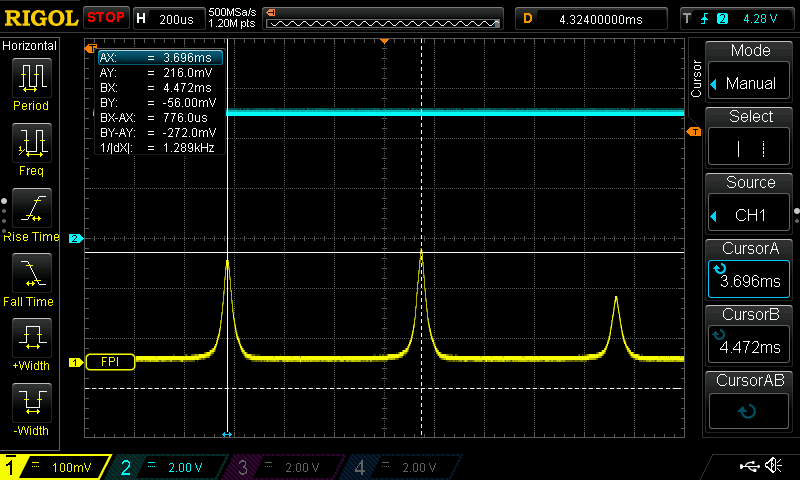 RIGOL STOP H 200us 500MSa/s 1.20M pts D 4.32400000ms T 2 4.28 V
Horizontal
Period
Freq
Rise Time
Fall Time
+Width
-Width
T
AX: = 3.696ms
AY: = 216.0mV
BX: = 4.472ms
BY: = -56.00mV
BX-AX: = 776.0us
BY-AY: = -272.0mV
1/|dX|: = 1.289kHz
2
1 FPI
T
Cursor
Mode
Manual
Select
Source
CH1
CursorA
3.696ms
CursorB
4.472ms
CursorAB
1 = 100mV 2 = 2.00 V 3 = 2.00 V 4 = 2.00 V